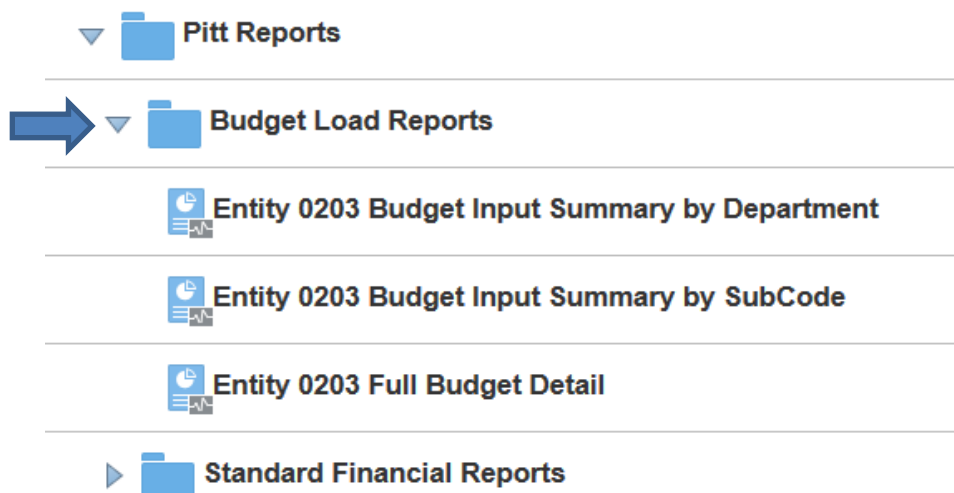 Pitt Reports
Budget Load Reports
Entity 0203 Budget Input Summary by Department
Entity 0203 Budget Input Summary by SubCode
Entity 0203 Full Budget Detail
Standard Financial Reports